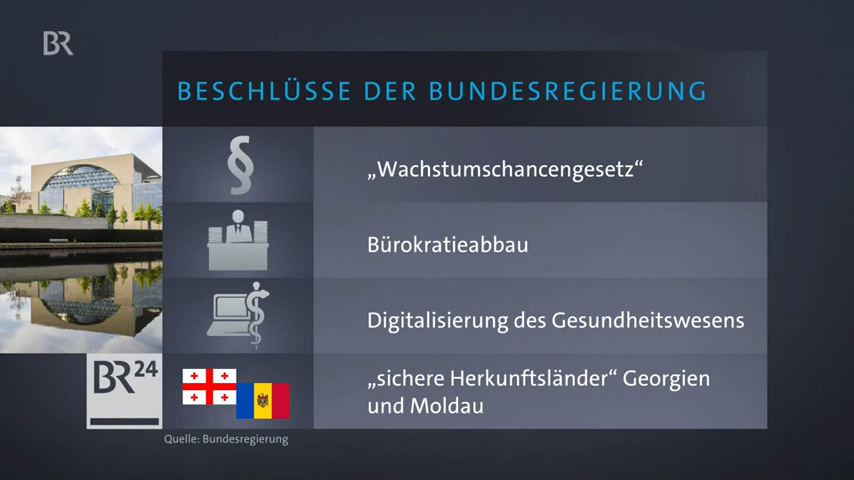 BR
BESCHLÜSSE DER BUNDESREGIERUNG
§
„Wachstumschancengesetz“
Bürokratieabbau
Digitalisierung des Gesundheitswesens
BR24
„sichere Herkunftsländer“ Georgien
und Moldau
Quelle: Bundesregierung